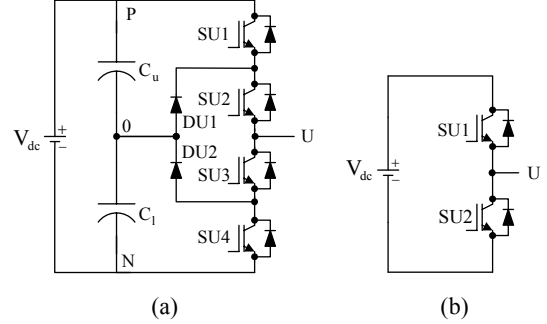 P
SU1
C_u
SU2
DU1
V_dc
+
−
0
U
DU2
SU3
C_l
SU4
N
(a)
V_dc
+
−
SU1
U
SU2
(b)